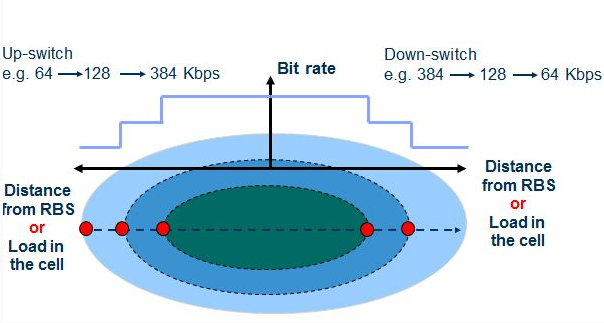 Up-switch
e.g. 64 → 128 → 384 Kbps
Bit rate
Down-switch
e.g. 384 → 128 → 64 Kbps
Distance
from RBS
or
Load in
the cell
Distance
from RBS
or
Load in
the cell